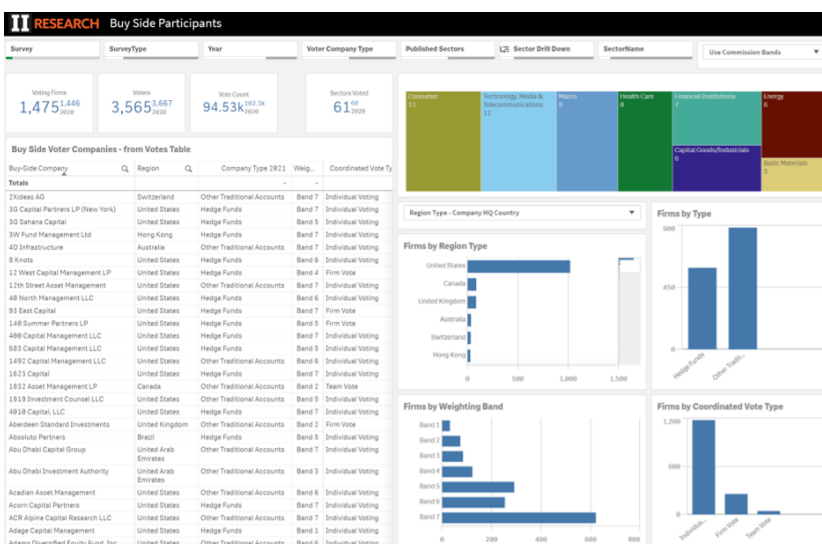 II RESEARCH Buy Side Participants
Survey SurveyType Year Voter Company Type Published Sectors Sector Drill Down SectorName Use Commission Bands
Voting Firms Voters Vote Count Sectors Voted
1,475 1,446 2020 3,565 3,667 2020 94.53k 102.3k 2020 61 60 2020
Consumer 11
Technology, Media & Telecommunications 11
Macro 9
Health Care 8
Financial Institutions 7
Energy 6
Capital Goods/Industrials 6
Basic Materials 3
Buy Side Voter Companies - from Votes Table
Buy-Side Company Region Company Type 2021 Weig... Coordinated Vote Ty
Totals - -
2Xideas AG Switzerland Other Traditional Accounts Band 7 Individual Voting
3G Capital Partners LP (New York) United States Hedge Funds Band 7 Individual Voting
3G Sahana Capital United States Hedge Funds Band 5 Individual Voting
3W Fund Management Ltd Hong Kong Hedge Funds Band 7 Individual Voting
4D Infrastructure Australia Other Traditional Accounts Band 7 Individual Voting
8 Knots United States Hedge Funds Band 6 Individual Voting
12 West Capital Management LP United States Hedge Funds Band 4 Firm Vote
12th Street Asset Management United States Other Traditional Accounts Band 7 Individual Voting
40 North Management LLC United States Hedge Funds Band 6 Individual Voting
93 East Capital United States Hedge Funds Band 7 Firm Vote
140 Summer Partners LP United States Hedge Funds Band 5 Firm Vote
400 Capital Management LLC United States Hedge Funds Band 7 Individual Voting
683 Capital Management LLC United States Hedge Funds Band 5 Individual Voting
1492 Capital Management LLC United States Other Traditional Accounts Band 6 Individual Voting
1623 Capital United States Hedge Funds Band 7 Individual Voting
1832 Asset Management LP Canada Other Traditional Accounts Band 2 Team Vote
1919 Investment Counsel LLC United States Other Traditional Accounts Band 5 Individual Voting
4010 Capital, LLC United States Hedge Funds Band 7 Individual Voting
Aberdeen Standard Investments United Kingdom Other Traditional Accounts Band 2 Firm Vote
Absoluto Partners Brazil Hedge Funds Band 5 Individual Voting
Abu Dhabi Capital Group United Arab Emirates Other Traditional Accounts Band 7 Individual Voting
Abu Dhabi Investment Authority United Arab Emirates Other Traditional Accounts Band 3 Individual Voting
Acadian Asset Management United States Other Traditional Accounts Band 6 Individual Voting
Acorn Capital Partners United States Hedge Funds Band 7 Individual Voting
ACR Alpine Capital Research LLC United States Other Traditional Accounts Band 7 Individual Voting
Adage Capital Management United States Hedge Funds Band 1 Individual Voting
Adams Diversified Equity Fund, Inc United States Other Traditional Accounts Band 6 Individual Voting
Region Type - Company HQ Country
Firms by Region Type
United States
Canada
United Kingdom
Australia
Switzerland
Hong Kong
0 500 1,000 1,500
Firms by Type
900
450
0
Hedge Funds Other Tradit...
Firms by Weighting Band
Band 1
Band 2
Band 3
Band 4
Band 5
Band 6
Band 7
0 200 400 600 800
Firms by Coordinated Vote Type
1,200
600
0
Individua... Firm Vote Team Vote